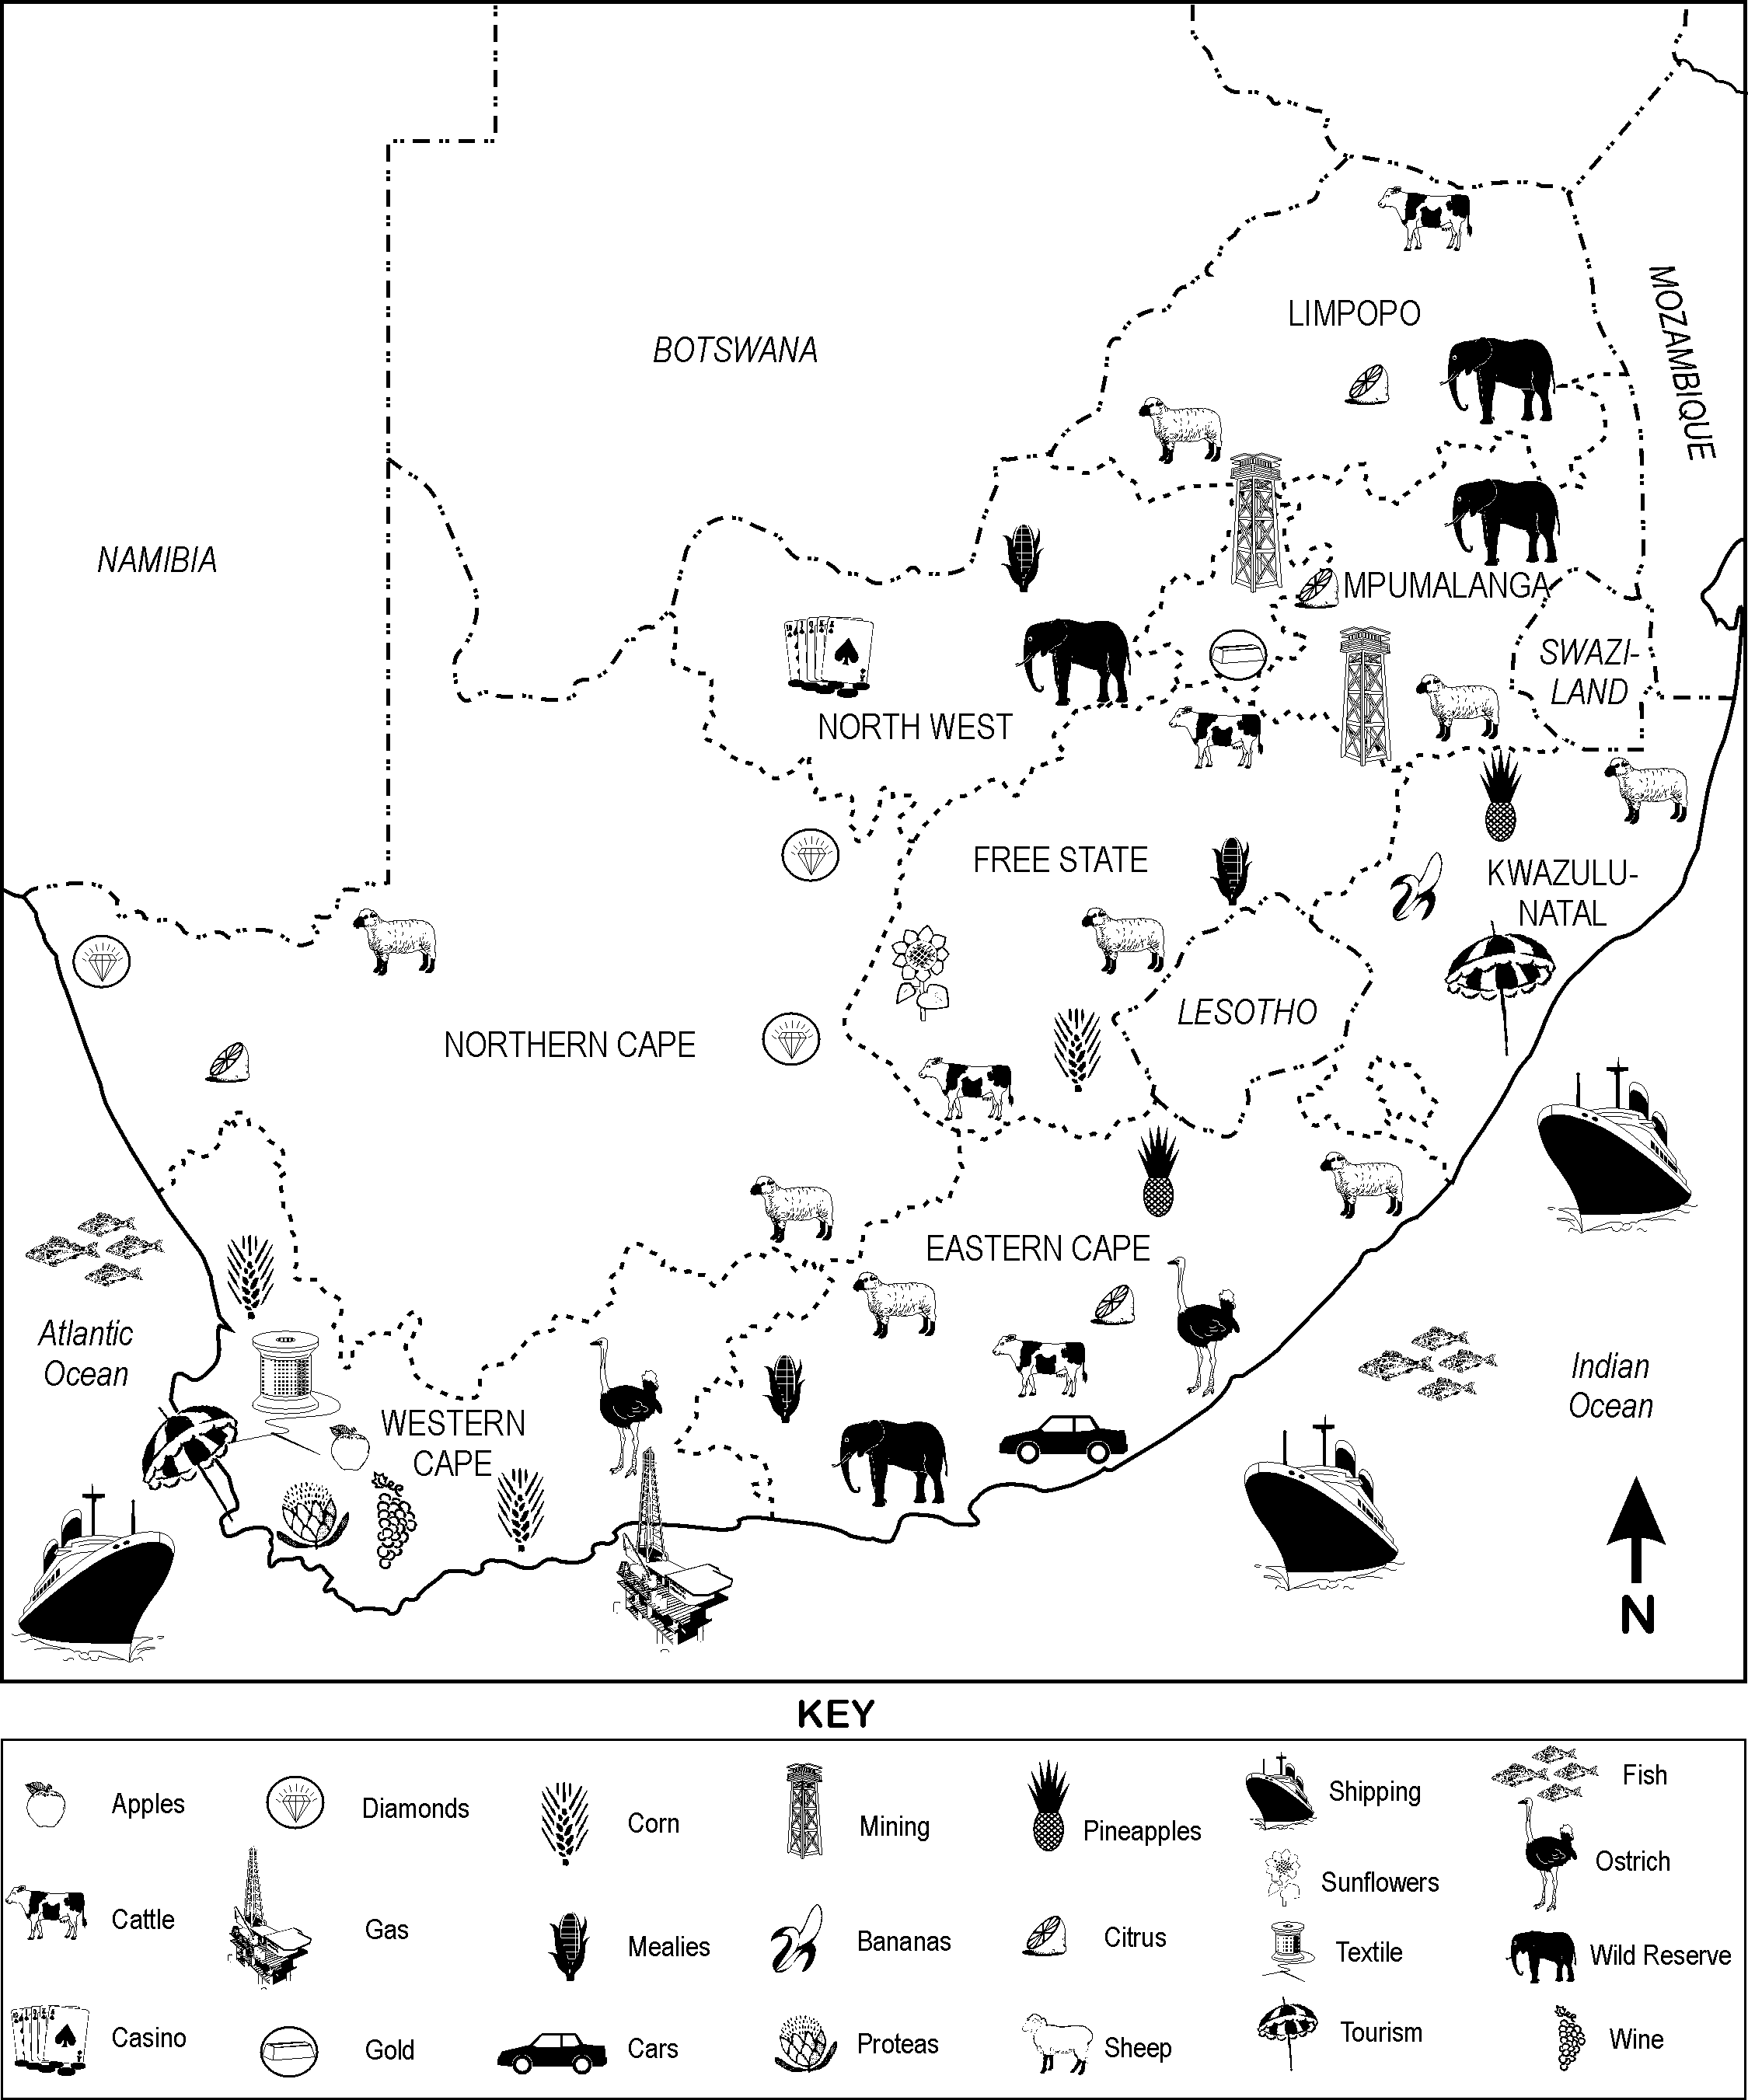 LIMPOPO
MOZAMBIQUE
BOTSWANA
NAMIBIA
MPUMALANGA
SWAZI-
LAND
NORTH WEST
FREE STATE
KWAZULU-
NATAL
LESOTHO
NORTHERN CAPE
EASTERN CAPE
Atlantic
Ocean
Indian
Ocean
WESTERN
CAPE
N
KEY
Apples
Diamonds
Corn
Mining
Pineapples
Shipping
Fish
Sunflowers
Ostrich
Cattle
Gas
Mealies
Bananas
Citrus
Textile
Wild Reserve
Casino
Gold
Cars
Proteas
Sheep
Tourism
Wine